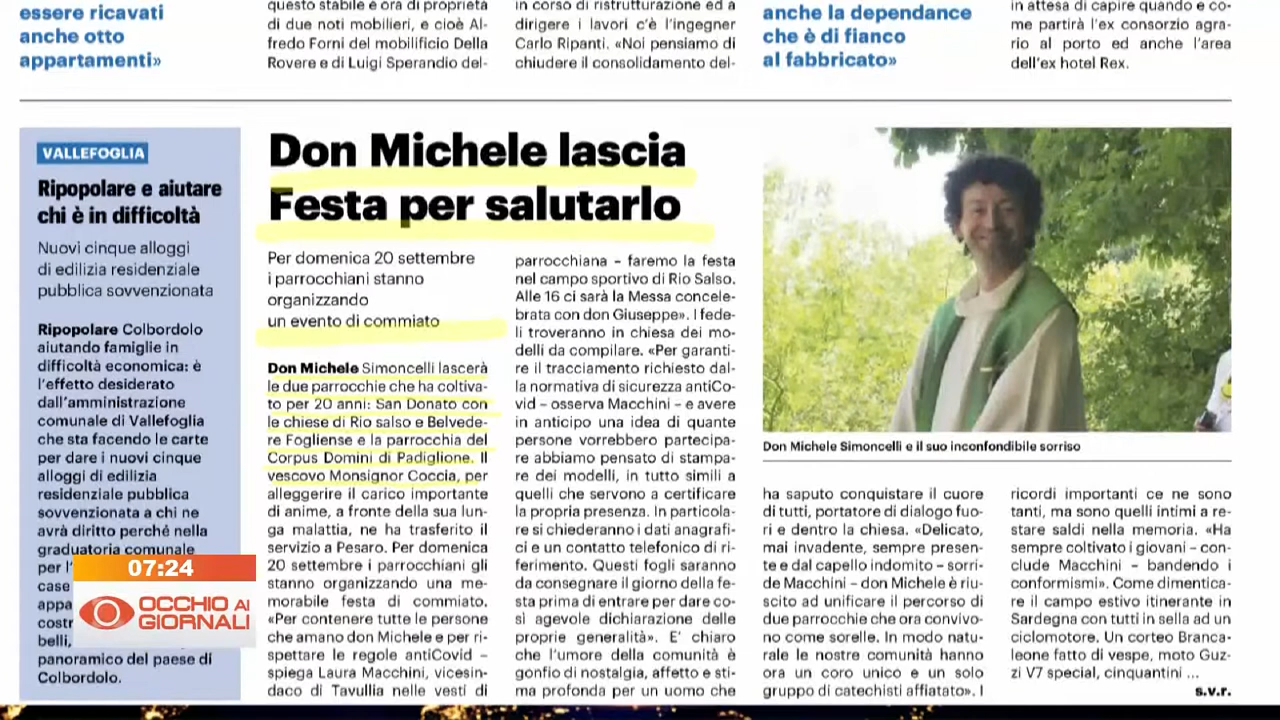 essere ricavati
anche otto
appartamenti»
questo stabile è ora di proprietà
di due noti mobilieri, e cioè Al-
fredo Forni del mobilificio Della
Rovere e di Luigi Sperandio del-
in corso di ristrutturazione ed a
dirigere i lavori c'è l'ingegner
Carlo Ripanti. «Noi pensiamo di
chiudere il consolidamento del-
anche la dependance
che è di fianco
al fabbricato»
in attesa di capire quando e co-
me partirà l'ex consorzio agra-
rio al porto ed anche l'area
dell'ex hotel Rex.
VALLEFOGLIA
Ripopolare e aiutare
chi è in difficoltà
Nuovi cinque alloggi
di edilizia residenziale
pubblica sovvenzionata
Ripopolare Colbordolo
aiutando famiglie in
difficoltà economica: è
l'effetto desiderato
dall'amministrazione
comunale di Vallefoglia
che sta facendo le carte
per dare i nuovi cinque
alloggi di edilizia
residenziale pubblica
sovvenzionata a chi ne
avrà diritto perché nella
graduatoria comunale
per l'
case
appa
costr
belli,
panoramico del paese di
Colbordolo.
07:24
OCCHIO AI
GIORNALI
Don Michele lascia
Festa per salutarlo
Per domenica 20 settembre
i parrocchiani stanno
organizzando
un evento di commiato
Don Michele Simoncelli lascerà
le due parrocchie che ha coltiva-
to per 20 anni: San Donato con
le chiese di Rio salso e Belvede-
re Fogliense e la parrocchia del
Corpus Domini di Padiglione. Il
vescovo Monsignor Coccia, per
alleggerire il carico importante
di anime, a fronte della sua lun-
ga malattia, ne ha trasferito il
servizio a Pesaro. Per domenica
20 settembre i parrocchiani gli
stanno organizzando una me-
morabile festa di commiato.
«Per contenere tutte le persone
che amano don Michele e per ri-
spettare le regole antiCovid –
spiega Laura Macchini, vicesin-
daco di Tavullia nelle vesti di
parrocchiana – faremo la festa
nel campo sportivo di Rio Salso.
Alle 16 ci sarà la Messa concele-
brata con don Giuseppe». I fede-
li troveranno in chiesa dei mo-
delli da compilare. «Per garanti-
re il tracciamento richiesto dal-
la normativa di sicurezza antiCo-
vid – osserva Macchini – e avere
in anticipo una idea di quante
persone vorrebbero partecipa-
re abbiamo pensato di stampa-
re dei modelli, in tutto simili a
quelli che servono a certificare
la propria presenza. In particola-
re si chiederanno i dati anagrafi-
ci e un contatto telefonico di ri-
ferimento. Questi fogli saranno
da consegnare il giorno della fe-
sta prima di entrare per dare co-
sì agevole dichiarazione delle
proprie generalità». E' chiaro
che l'umore della comunità è
gonfio di nostalgia, affetto e sti-
ma profonda per un uomo che
Don Michele Simoncelli e il suo inconfondibile sorriso
ha saputo conquistare il cuore
di tutti, portatore di dialogo fuo-
ri e dentro la chiesa. «Delicato,
mai invadente, sempre presen-
te e dal capello indomito – sorri-
de Macchini – don Michele è riu-
scito ad unificare il percorso di
due parrocchie che ora convivo-
no come sorelle. In modo natu-
rale le nostre comunità hanno
ora un coro unico e un solo
gruppo di catechisti affiatato». I
ricordi importanti ce ne sono
tanti, ma sono quelli intimi a re-
stare saldi nella memoria. «Ha
sempre coltivato i giovani – con-
clude Macchini – bandendo i
conformismi». Come dimentica-
re il campo estivo itinerante in
Sardegna con tutti in sella ad un
ciclomotore. Un corteo Branca-
leone fatto di vespe, moto Guz-
zi V7 special, cinquantini ...
s.v.r.